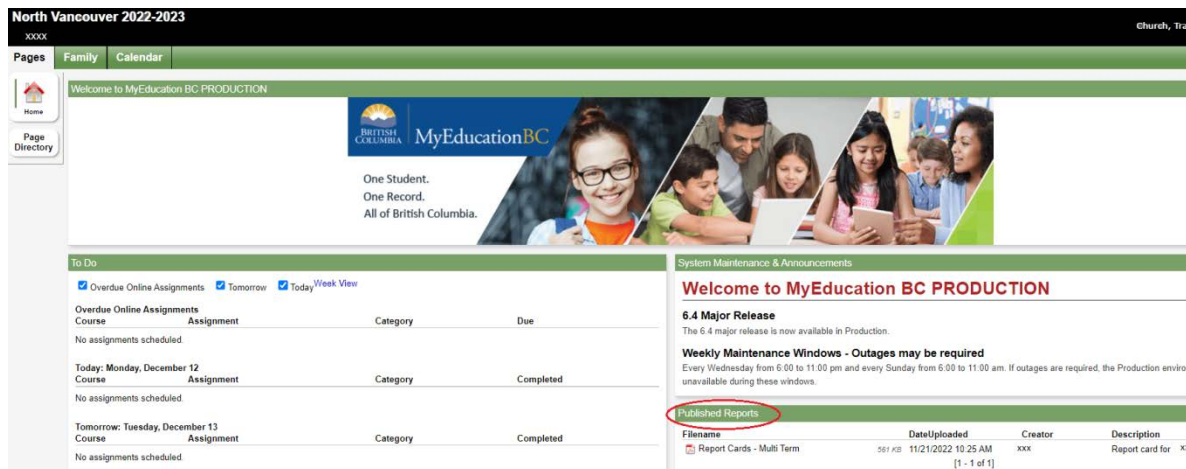 North Vancouver 2022-2023
xxxx
Church, Tra
Pages Family Calendar
Home
Page
Directory
Welcome to MyEducation BC PRODUCTION
BRITISH
COLUMBIA
MyEducationBC
One Student.
One Record.
All of British Columbia.
To Do
Overdue Online Assignments Tomorrow Today Week View
Overdue Online Assignments
Course Assignment Category Due
No assignments scheduled.
Today: Monday, December 12
Course Assignment Category Completed
No assignments scheduled.
Tomorrow: Tuesday, December 13
Course Assignment Category Completed
No assignments scheduled.
System Maintenance & Announcements
Welcome to MyEducation BC PRODUCTION
6.4 Major Release
The 6.4 major release is now available in Production.
Weekly Maintenance Windows - Outages may be required
Every Wednesday from 6:00 to 11:00 pm and every Sunday from 6:00 to 11:00 am. If outages are required, the Production enviro
unavailable during these windows.
Published Reports
Filename DateUploaded Creator Description
Report Cards - Multi Term 561 KB 11/21/2022 10:25 AM xxx Report card for x
[1 - 1 of 1]